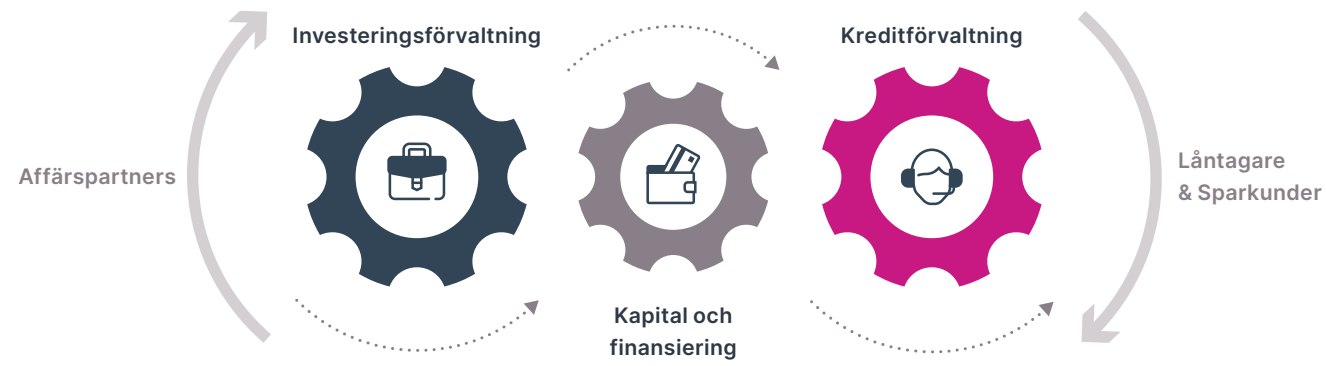 Affärspartners
Investeringsförvaltning
Kapital och
finansiering
Kreditförvaltning
Låntagare
& Sparkunder